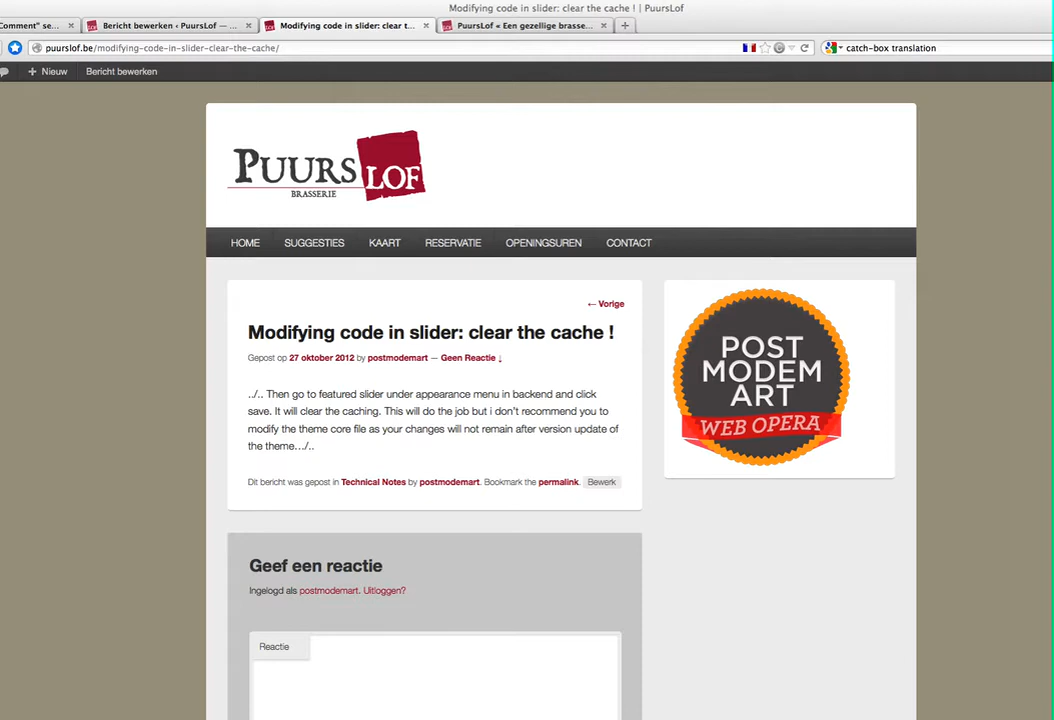 Modifying code in slider: clear the cache ! | PuursLof
Comment" se...
Bericht bewerken ‹ PuursLof — ...
Modifying code in slider: clear t...
PuursLof « Een gezellige brasse...
puurslof.be/modifying-code-in-slider-clear-the-cache/
catch-box translation
+ Nieuw
Bericht bewerken
PUURS LOF
BRASSERIE
HOME SUGGESTIES KAART RESERVATIE OPENINGSUREN CONTACT
← Vorige
Modifying code in slider: clear the cache !
Gepost op 27 oktober 2012 by postmodemart — Geen Reactie ↓
../.. Then go to featured slider under appearance menu in backend and click
save. It will clear the caching. This will do the job but i don't recommend you to
modify the theme core file as your changes will not remain after version update of
the theme…/..
Dit bericht was gepost in Technical Notes by postmodemart. Bookmark the permalink. Bewerk
POST
MODEM
ART
WEB OPERA
Geef een reactie
Ingelogd als postmodemart. Uitloggen?
Reactie